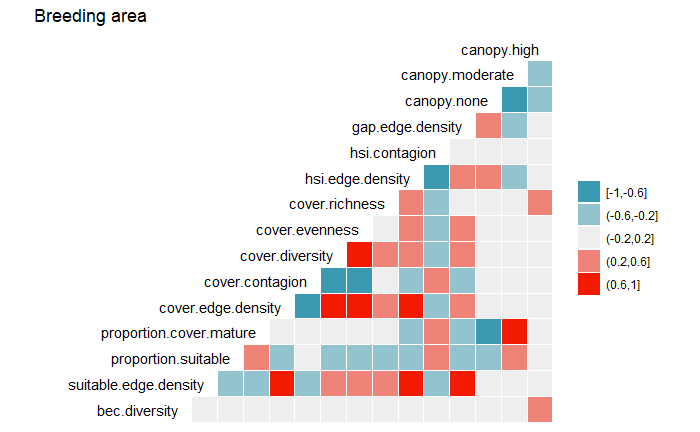 Breeding area
canopy.high
canopy.moderate
canopy.none
gap.edge.density
hsi.contagion
hsi.edge.density
cover.richness
cover.evenness
cover.diversity
cover.contagion
cover.edge.density
proportion.cover.mature
proportion.suitable
suitable.edge.density
bec.diversity
[-1,-0.6]
(-0.6,-0.2]
(-0.2,0.2]
(0.2,0.6]
(0.6,1]